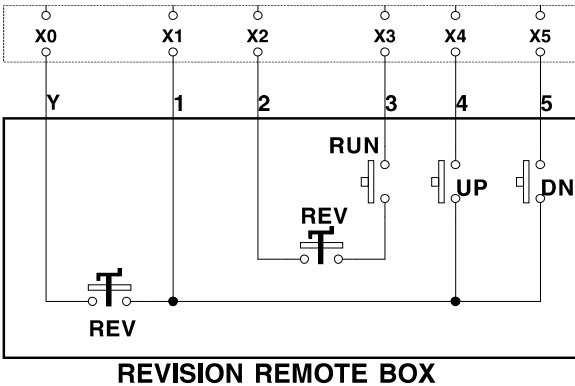 X0 X1 X2 X3 X4 X5
Y 1 2 3 4 5
RUN
UP DN
REV
REV
REVISION REMOTE BOX